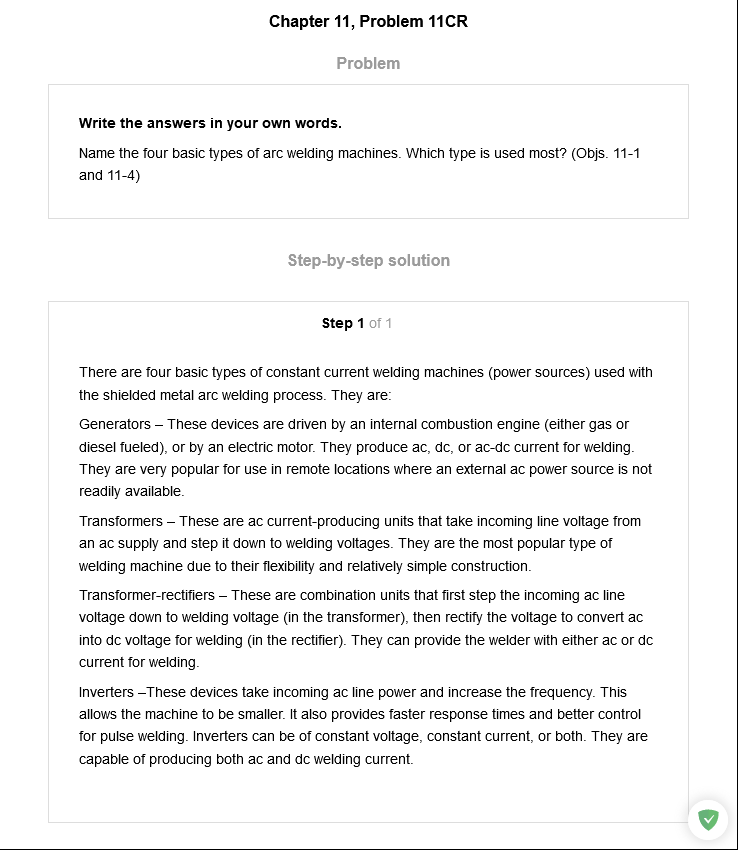 Chapter 11, Problem 11CR
Problem
Write the answers in your own words.
Name the four basic types of arc welding machines. Which type is used most? (Objs. 11-1
and 11-4)
Step-by-step solution
Step 1 of 1
There are four basic types of constant current welding machines (power sources) used with
the shielded metal arc welding process. They are:
Generators – These devices are driven by an internal combustion engine (either gas or
diesel fueled), or by an electric motor. They produce ac, dc, or ac-dc current for welding.
They are very popular for use in remote locations where an external ac power source is not
readily available.
Transformers – These are ac current-producing units that take incoming line voltage from
an ac supply and step it down to welding voltages. They are the most popular type of
welding machine due to their flexibility and relatively simple construction.
Transformer-rectifiers – These are combination units that first step the incoming ac line
voltage down to welding voltage (in the transformer), then rectify the voltage to convert ac
into dc voltage for welding (in the rectifier). They can provide the welder with either ac or dc
current for welding.
Inverters –These devices take incoming ac line power and increase the frequency. This
allows the machine to be smaller. It also provides faster response times and better control
for pulse welding. Inverters can be of constant voltage, constant current, or both. They are
capable of producing both ac and dc welding current.